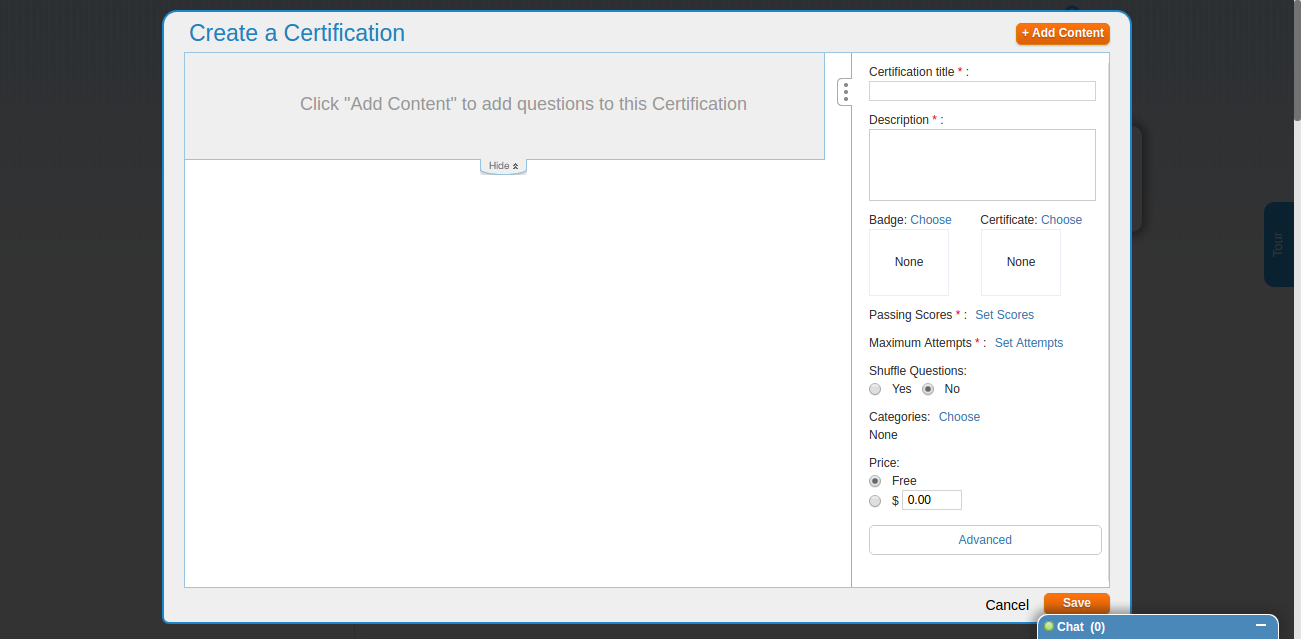 Create a Certification
+ Add Content
Click "Add Content" to add questions to this Certification
Hide
Certification title * :
Description * :
Badge: Choose
Certificate: Choose
None
None
Passing Scores * : Set Scores
Maximum Attempts * : Set Attempts
Shuffle Questions:
Yes No
Categories: Choose
None
Price:
Free
$ 0.00
Advanced
Cancel
Save
Chat (0)
Tour